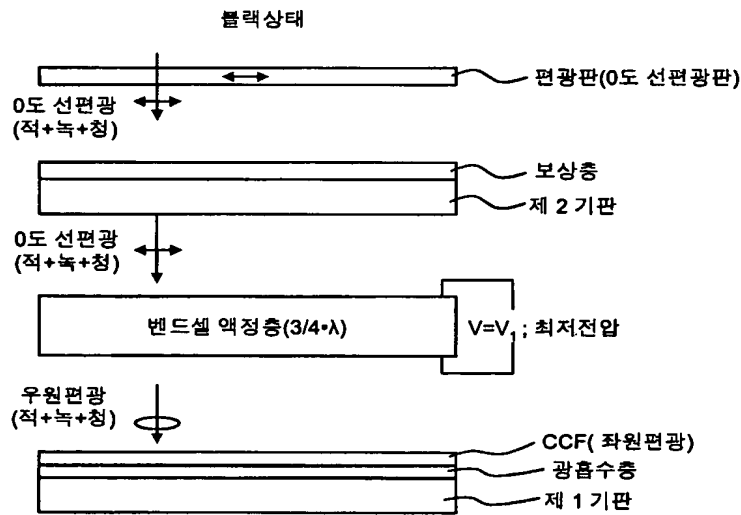 블랙상태
편광판(0도 선편광판)
0도 선편광
(적+녹+청)
보상층
제 2 기판
0도 선편광
(적+녹+청)
벤드셀 액정층(3/4•λ)
V=V1; 최저전압
우원편광
(적+녹+청)
CCF( 좌원편광)
광흡수층
제 1 기판